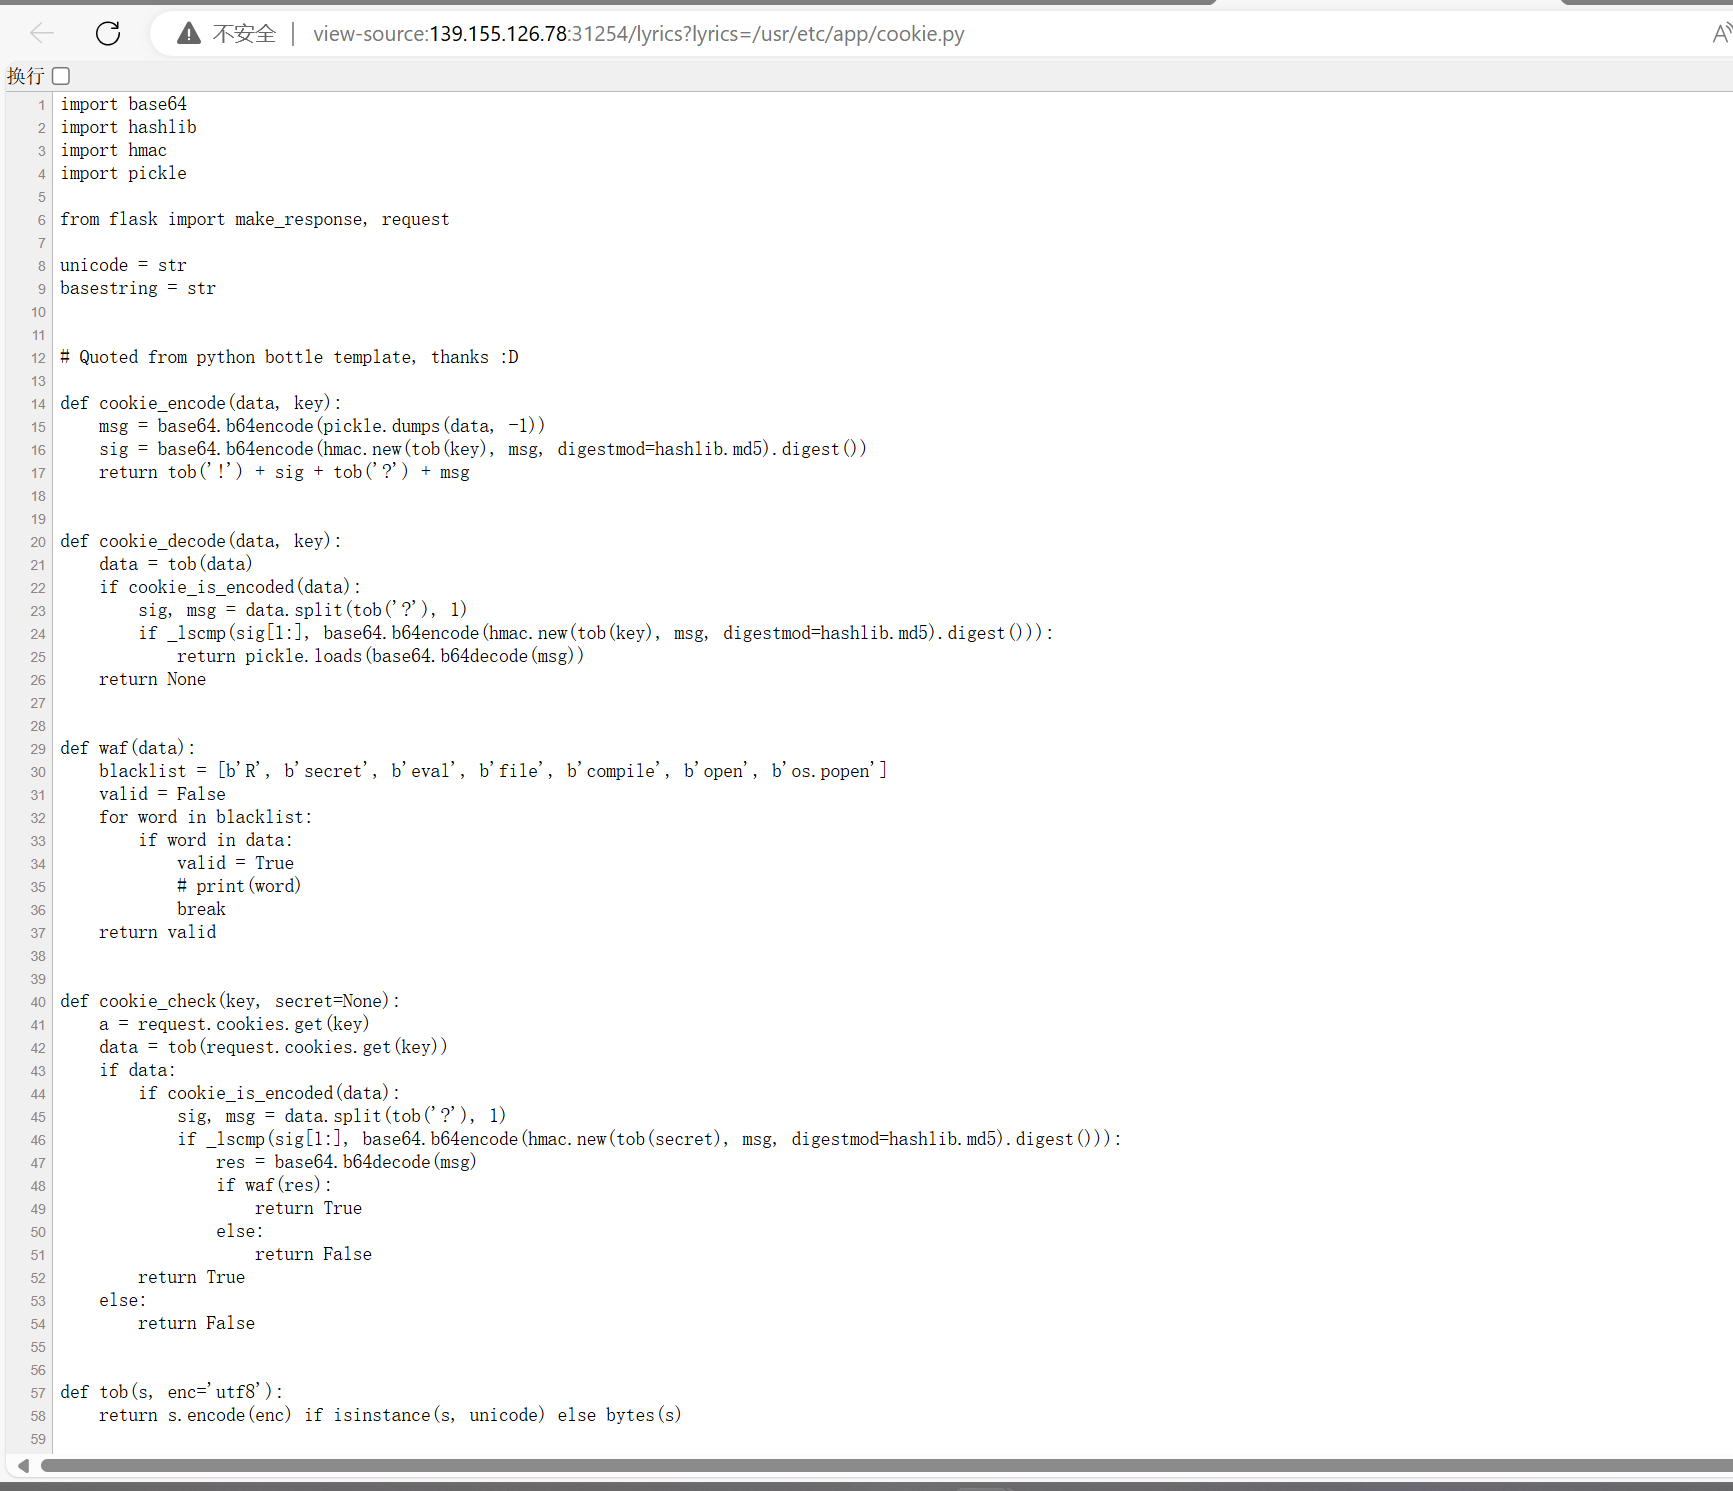 不安全 | view-source:139.155.126.78:31254/lyrics?lyrics=/usr/etc/app/cookie.py
换行
1 import base64
2 import hashlib
3 import hmac
4 import pickle
5
6 from flask import make_response, request
7
8 unicode = str
9 basestring = str
10
11
12 # Quoted from python bottle template, thanks :D
13
14 def cookie_encode(data, key):
15     msg = base64.b64encode(pickle.dumps(data, -1))
16     sig = base64.b64encode(hmac.new(tob(key), msg, digestmod=hashlib.md5).digest())
17     return tob('!') + sig + tob('?') + msg
18
19
20 def cookie_decode(data, key):
21     data = tob(data)
22     if cookie_is_encoded(data):
23         sig, msg = data.split(tob('?'), 1)
24         if _lscmp(sig[1:], base64.b64encode(hmac.new(tob(key), msg, digestmod=hashlib.md5).digest())):
25             return pickle.loads(base64.b64decode(msg))
26     return None
27
28
29 def waf(data):
30     blacklist = [b'R', b'secret', b'eval', b'file', b'compile', b'open', b'os.popen']
31     valid = False
32     for word in blacklist:
33         if word in data:
34             valid = True
35             # print(word)
36             break
37     return valid
38
39
40 def cookie_check(key, secret=None):
41     a = request.cookies.get(key)
42     data = tob(request.cookies.get(key))
43     if data:
44         if cookie_is_encoded(data):
45             sig, msg = data.split(tob('?'), 1)
46             if _lscmp(sig[1:], base64.b64encode(hmac.new(tob(secret), msg, digestmod=hashlib.md5).digest())):
47                 res = base64.b64decode(msg)
48                 if waf(res):
49                     return True
50                 else:
51                     return False
52         return True
53     else:
54         return False
55
56
57 def tob(s, enc='utf8'):
58     return s.encode(enc) if isinstance(s, unicode) else bytes(s)
59